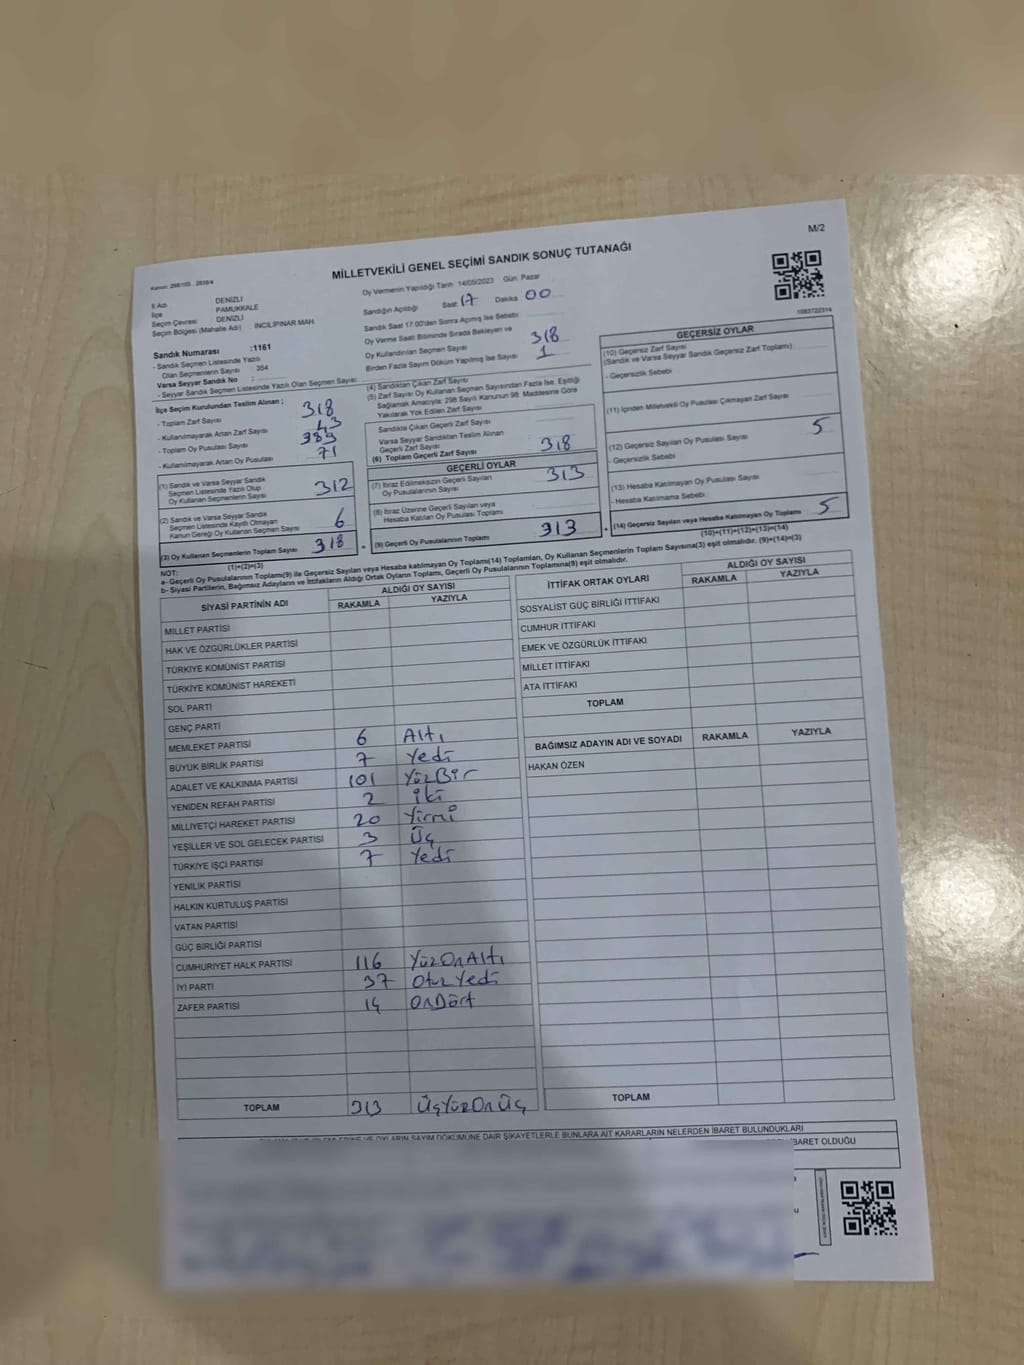 M/2
MİLLETVEKİLİ GENEL SEÇİMİ SANDIK SONUÇ TUTANAĞI
İl Adı DENİZLİ
İlçe PAMUKKALE
Seçim Çevresi DENİZLİ
Seçim Bölgesi (Mahalle Adı) İNCİLİPINAR MAH
Sandık Numarası :1161
- Sandık Seçmen Listesinde Yazılı
Olan Seçmenlerin Sayısı 354
Varsa Seyyar Sandık No :
- Seyyar Sandık Seçmen Listesinde Yazılı Olan Seçmen Sayısı:
İlçe Seçim Kurulundan Teslim Alınan ;
- Toplam Zarf Sayısı 318
- Kullanılmayarak Artan Zarf Sayısı 43
- Toplam Oy Pusulası Sayısı 389
- Kullanılmayarak Artan Oy Pusulası 71
(1) Sandık ve Varsa Seyyar Sandık
Seçmen Listesinde Yazılı Olup
Oy Kullanan Seçmenlerin Sayısı 312
(2) Sandık ve Varsa Seyyar Sandık
Seçmen Listesinde Kayıtlı Olmayan
Kanun Gereği Oy Kullanan Seçmen Sayısı 6
(3) Oy Kullanan Seçmenlerin Toplam Sayısı 318
(1)+(2)=(3)
Oy Vermenin Yapıldığı Tarih 14/05/2023 Gün Pazar
Sandığın Açıldığı Saat 17 Dakika 00
Sandık Saat 17.00'den Sonra Açılmış İse Sebebi
Oy Verme Saati Bitiminde Sırada Bekleyen ve
Oy Kullandırılan Seçmen Sayısı 318
Birden Fazla Sayım Döküm Yapılmış İse Sayısı 1
(4) Sandıktan Çıkan Zarf Sayısı
(5) Zarf Sayısı Oy Kullanan Seçmen Sayısından Fazla İse, Eşitliği
Sağlamak Amacıyla; 298 Sayılı Kanunun 98. Maddesine Göre
Yakılarak Yok Edilen Zarf Sayısı
Sandıkta Çıkan Geçerli Zarf Sayısı
Varsa Seyyar Sandıktan Teslim Alınan
Geçerli Zarf Sayısı
(6) Toplam Geçerli Zarf Sayısı 318
GEÇERLİ OYLAR
(7) İtiraz Edilmeksizin Geçerli Sayılan
Oy Pusulalarının Sayısı 313
(8) İtiraz Üzerine Geçerli Sayılan veya
Hesaba Katılan Oy Pusulası Toplamı
= (9) Geçerli Oy Pusulalarının Toplamı 313
1083722314
GEÇERSİZ OYLAR
(10) Geçersiz Zarf Sayısı
(Sandık ve Varsa Seyyar Sandık Geçersiz Zarf Toplamı)
- Geçersizlik Sebebi
(11) İçinden Milletvekili Oy Pusulası Çıkmayan Zarf Sayısı
(12) Geçersiz Sayılan Oy Pusulası Sayısı 5
- Geçersizlik Sebebi
(13) Hesaba Katılmayan Oy Pusulası Sayısı
- Hesaba Katılmama Sebebi
+ (14) Geçersiz Sayılan veya Hesaba Katılmayan Oy Toplamı 5
(10)+(11)+(12)+(13)=(14)
NOT:
a- Geçerli Oy Pusulalarının Toplamı(9) ile Geçersiz Sayılan veya Hesaba katılmayan Oy Toplamı(14) Toplamları, Oy Kullanan Seçmenlerin Toplam Sayısına(3) eşit olmalıdır. (9)+(14)=(3)
b- Siyasi Partilerin, Bağımsız Adayların ve İttifakların Aldığı Ortak Oyların Toplamı, Geçerli Oy Pusulalarının Toplamına(9) eşit olmalıdır.
SİYASİ PARTİNİN ADI ALDIĞI OY SAYISI
RAKAMLA YAZIYLA
MİLLET PARTİSİ
HAK VE ÖZGÜRLÜKLER PARTİSİ
TÜRKİYE KOMÜNİST PARTİSİ
TÜRKİYE KOMÜNİST HAREKETİ
SOL PARTİ
GENÇ PARTİ
MEMLEKET PARTİSİ 6 Altı
BÜYÜK BİRLİK PARTİSİ 7 Yedi
ADALET VE KALKINMA PARTİSİ 101 YüzBir
YENİDEN REFAH PARTİSİ 2 İki
MİLLİYETÇİ HAREKET PARTİSİ 20 Yirmi
YEŞİLLER VE SOL GELECEK PARTİSİ 3 Üç
TÜRKİYE İŞÇİ PARTİSİ 7 Yedi
YENİLİK PARTİSİ
HALKIN KURTULUŞ PARTİSİ
VATAN PARTİSİ
GÜÇ BİRLİĞİ PARTİSİ
CUMHURİYET HALK PARTİSİ 116 YüzOnAltı
İYİ PARTİ 37 Otuz Yedi
ZAFER PARTİSİ 14 OnDört
TOPLAM 313 ÜçYüzOnÜç
İTTİFAK ORTAK OYLARI ALDIĞI OY SAYISI
RAKAMLA YAZIYLA
SOSYALİST GÜÇ BİRLİĞİ İTTİFAKI
CUMHUR İTTİFAKI
EMEK VE ÖZGÜRLÜK İTTİFAKI
MİLLET İTTİFAKI
ATA İTTİFAKI
TOPLAM
BAĞIMSIZ ADAYIN ADI VE SOYADI RAKAMLA YAZIYLA
HAKAN ÖZEN
TOPLAM
OYLARIN SAYIM DÖKÜMÜNE DAİR ŞİKAYETLERLE BUNLARA AİT KARARLARIN NELERDEN İBARET BULUNDUKLARI
İBARET OLDUĞU